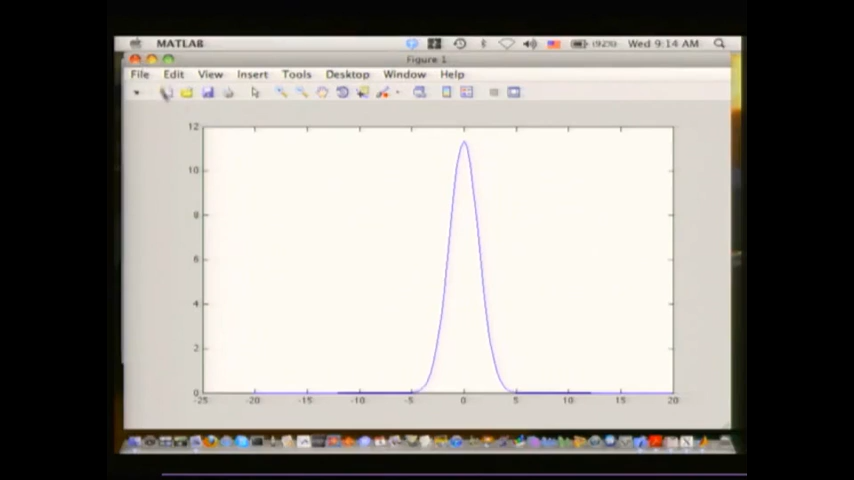 MATLAB (92%) Wed 9:14 AM
Figure 1
File Edit View Insert Tools Desktop Window Help
12
10
8
6
4
2
0
-25 -20 -15 -10 -5 0 5 10 15 20